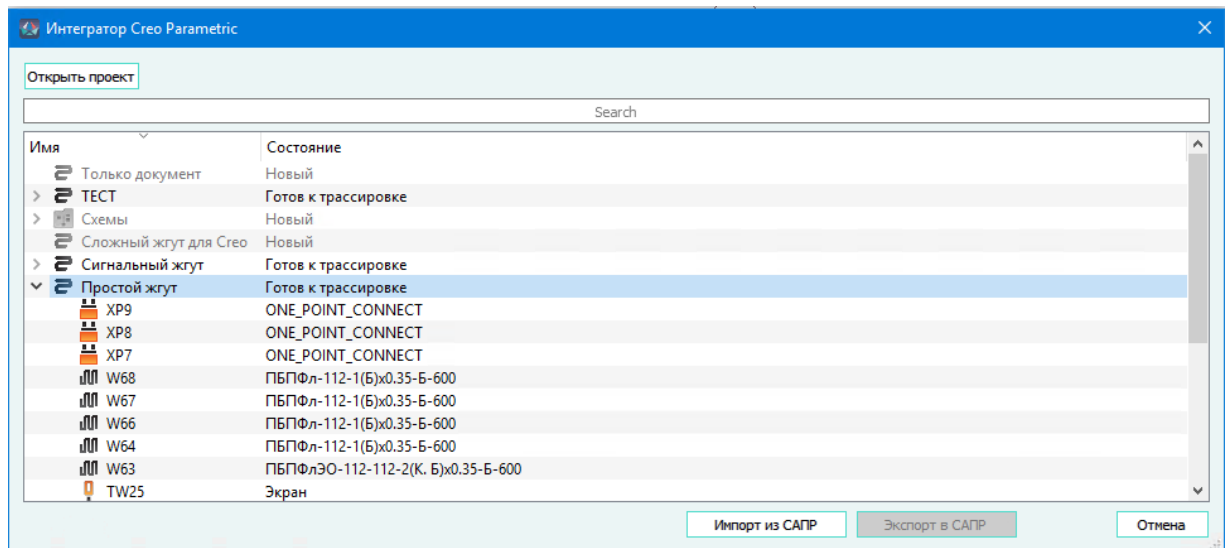 Интегратор Creo Parametric
Открыть проект
Search
Имя Состояние
Только документ Новый
ТЕСТ Готов к трассировке
Схемы Новый
Сложный жгут для Creo Новый
Сигнальный жгут Готов к трассировке
Простой жгут Готов к трассировке
XP9 ONE_POINT_CONNECT
XP8 ONE_POINT_CONNECT
XP7 ONE_POINT_CONNECT
W68 ПБПФл-112-1(Б)х0.35-Б-600
W67 ПБПФл-112-1(Б)х0.35-Б-600
W66 ПБПФл-112-1(Б)х0.35-Б-600
W64 ПБПФл-112-1(Б)х0.35-Б-600
W63 ПБПФлЭО-112-112-2(К. Б)х0.35-Б-600
TW25 Экран
Импорт из САПР Экспорт в САПР Отмена